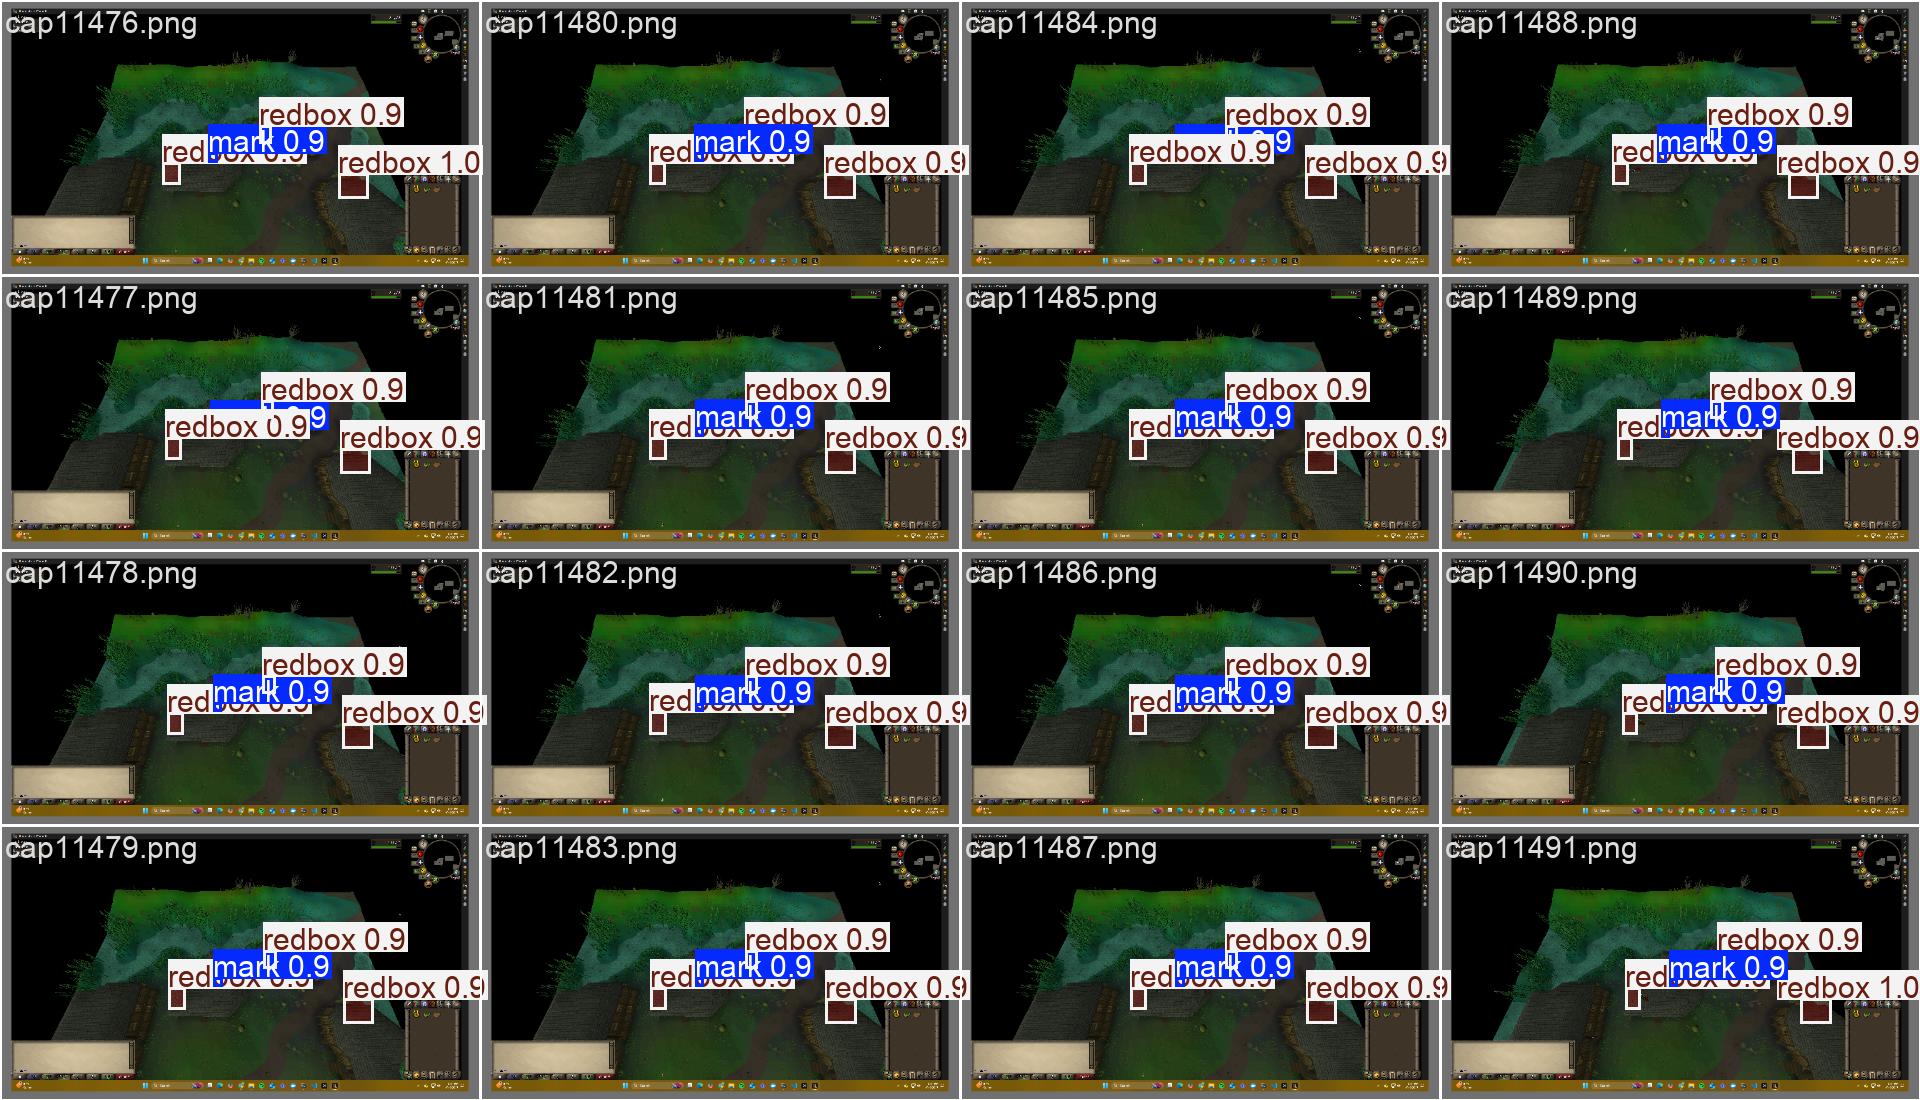 cap11476.png
redbox 0.9
mark 0.9
redbox 1.0
cap11480.png
redbox 0.9
mark 0.9
redbox 0.9
cap11484.png
redbox 0.9
redbox 0.9
redbox 0.9
cap11488.png
redbox 0.9
mark 0.9
redbox 0.9
cap11477.png
redbox 0.9
redbox 0.9
redbox 0.9
cap11481.png
redbox 0.9
mark 0.9
redbox 0.9
cap11485.png
redbox 0.9
mark 0.9
redbox 0.9
cap11489.png
redbox 0.9
mark 0.9
redbox 0.9
cap11478.png
redbox 0.9
mark 0.9
redbox 0.9
cap11482.png
redbox 0.9
mark 0.9
redbox 0.9
cap11486.png
redbox 0.9
mark 0.9
redbox 0.9
cap11490.png
redbox 0.9
mark 0.9
redbox 0.9
cap11479.png
redbox 0.9
mark 0.9
redbox 0.9
cap11483.png
redbox 0.9
mark 0.9
redbox 0.9
cap11487.png
redbox 0.9
mark 0.9
redbox 0.9
cap11491.png
redbox 0.9
mark 0.9
redbox 1.0